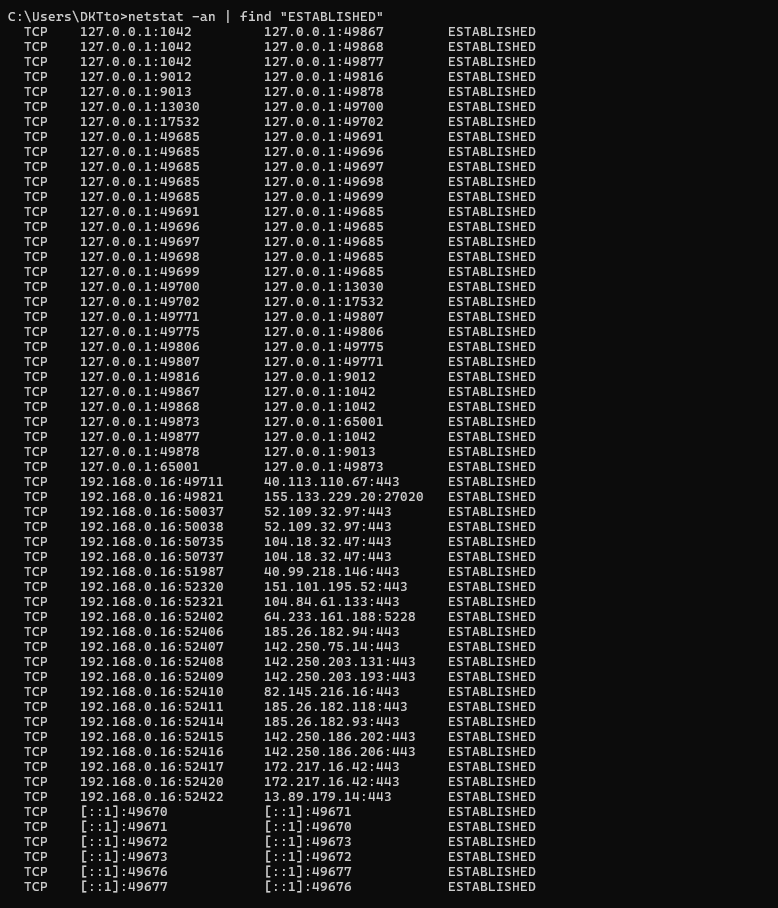 C:\Users\DKTto>netstat -an | find "ESTABLISHED"
  TCP    127.0.0.1:1042         127.0.0.1:49867        ESTABLISHED
  TCP    127.0.0.1:1042         127.0.0.1:49868        ESTABLISHED
  TCP    127.0.0.1:1042         127.0.0.1:49877        ESTABLISHED
  TCP    127.0.0.1:9012         127.0.0.1:49816        ESTABLISHED
  TCP    127.0.0.1:9013         127.0.0.1:49878        ESTABLISHED
  TCP    127.0.0.1:13030        127.0.0.1:49700        ESTABLISHED
  TCP    127.0.0.1:17532        127.0.0.1:49702        ESTABLISHED
  TCP    127.0.0.1:49685        127.0.0.1:49691        ESTABLISHED
  TCP    127.0.0.1:49685        127.0.0.1:49696        ESTABLISHED
  TCP    127.0.0.1:49685        127.0.0.1:49697        ESTABLISHED
  TCP    127.0.0.1:49685        127.0.0.1:49698        ESTABLISHED
  TCP    127.0.0.1:49685        127.0.0.1:49699        ESTABLISHED
  TCP    127.0.0.1:49691        127.0.0.1:49685        ESTABLISHED
  TCP    127.0.0.1:49696        127.0.0.1:49685        ESTABLISHED
  TCP    127.0.0.1:49697        127.0.0.1:49685        ESTABLISHED
  TCP    127.0.0.1:49698        127.0.0.1:49685        ESTABLISHED
  TCP    127.0.0.1:49699        127.0.0.1:49685        ESTABLISHED
  TCP    127.0.0.1:49700        127.0.0.1:13030        ESTABLISHED
  TCP    127.0.0.1:49702        127.0.0.1:17532        ESTABLISHED
  TCP    127.0.0.1:49771        127.0.0.1:49807        ESTABLISHED
  TCP    127.0.0.1:49775        127.0.0.1:49806        ESTABLISHED
  TCP    127.0.0.1:49806        127.0.0.1:49775        ESTABLISHED
  TCP    127.0.0.1:49807        127.0.0.1:49771        ESTABLISHED
  TCP    127.0.0.1:49816        127.0.0.1:9012         ESTABLISHED
  TCP    127.0.0.1:49867        127.0.0.1:1042         ESTABLISHED
  TCP    127.0.0.1:49868        127.0.0.1:1042         ESTABLISHED
  TCP    127.0.0.1:49873        127.0.0.1:65001        ESTABLISHED
  TCP    127.0.0.1:49877        127.0.0.1:1042         ESTABLISHED
  TCP    127.0.0.1:49878        127.0.0.1:9013         ESTABLISHED
  TCP    127.0.0.1:65001        127.0.0.1:49873        ESTABLISHED
  TCP    192.168.0.16:49711     40.113.110.67:443      ESTABLISHED
  TCP    192.168.0.16:49821     155.133.229.20:27020   ESTABLISHED
  TCP    192.168.0.16:50037     52.109.32.97:443       ESTABLISHED
  TCP    192.168.0.16:50038     52.109.32.97:443       ESTABLISHED
  TCP    192.168.0.16:50735     104.18.32.47:443       ESTABLISHED
  TCP    192.168.0.16:50737     104.18.32.47:443       ESTABLISHED
  TCP    192.168.0.16:51987     40.99.218.146:443      ESTABLISHED
  TCP    192.168.0.16:52320     151.101.195.52:443     ESTABLISHED
  TCP    192.168.0.16:52321     104.84.61.133:443      ESTABLISHED
  TCP    192.168.0.16:52402     64.233.161.188:5228    ESTABLISHED
  TCP    192.168.0.16:52406     185.26.182.94:443      ESTABLISHED
  TCP    192.168.0.16:52407     142.250.75.14:443      ESTABLISHED
  TCP    192.168.0.16:52408     142.250.203.131:443    ESTABLISHED
  TCP    192.168.0.16:52409     142.250.203.193:443    ESTABLISHED
  TCP    192.168.0.16:52410     82.145.216.16:443      ESTABLISHED
  TCP    192.168.0.16:52411     185.26.182.118:443     ESTABLISHED
  TCP    192.168.0.16:52414     185.26.182.93:443      ESTABLISHED
  TCP    192.168.0.16:52415     142.250.186.202:443    ESTABLISHED
  TCP    192.168.0.16:52416     142.250.186.206:443    ESTABLISHED
  TCP    192.168.0.16:52417     172.217.16.42:443      ESTABLISHED
  TCP    192.168.0.16:52420     172.217.16.42:443      ESTABLISHED
  TCP    192.168.0.16:52422     13.89.179.14:443       ESTABLISHED
  TCP    [::1]:49670            [::1]:49671            ESTABLISHED
  TCP    [::1]:49671            [::1]:49670            ESTABLISHED
  TCP    [::1]:49672            [::1]:49673            ESTABLISHED
  TCP    [::1]:49673            [::1]:49672            ESTABLISHED
  TCP    [::1]:49676            [::1]:49677            ESTABLISHED
  TCP    [::1]:49677            [::1]:49676            ESTABLISHED